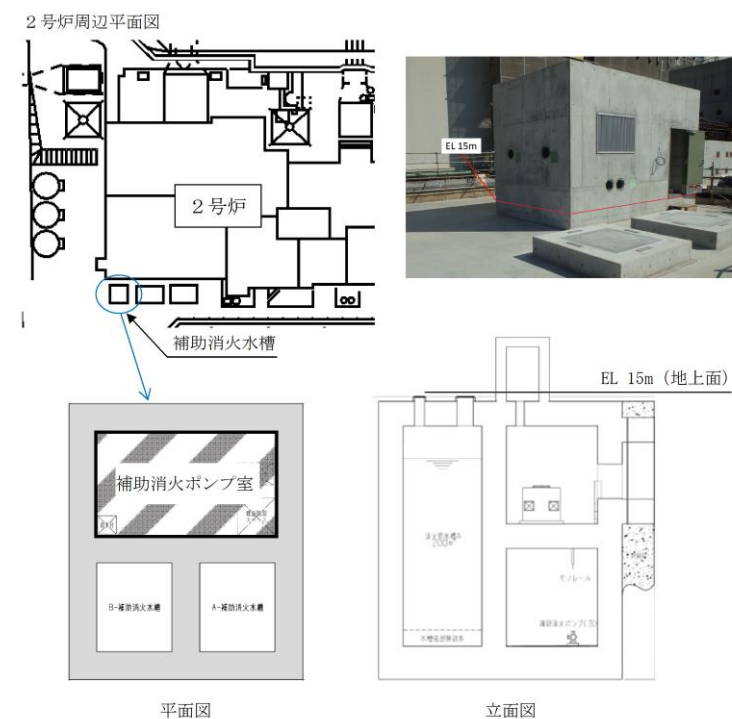 2号炉周辺平面図
EL 15m
2号炉
補助消火水槽
EL 15m（地上面）
補助消火ポンプ室
B-補助消火水槽
A-補助消火水槽
モノレール
平面図
立面図